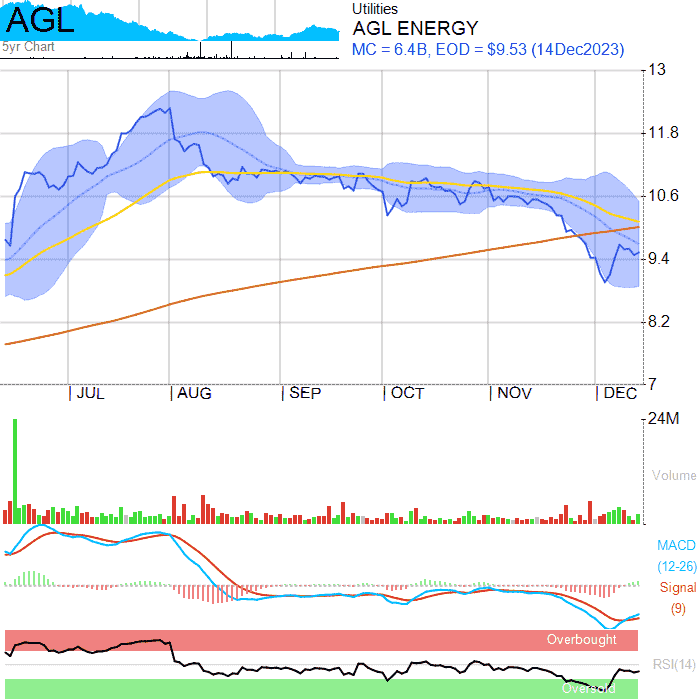 AGL
5yr Chart
Utilities
AGL ENERGY
MC = 6.4B, EOD = $9.53 (14Dec2023)
13
11.8
10.6
9.4
8.2
7
JUL
AUG
SEP
OCT
NOV
DEC
24M
Volume
MACD
(12-26)
Signal
(9)
Overbought
RSI(14)
Oversold